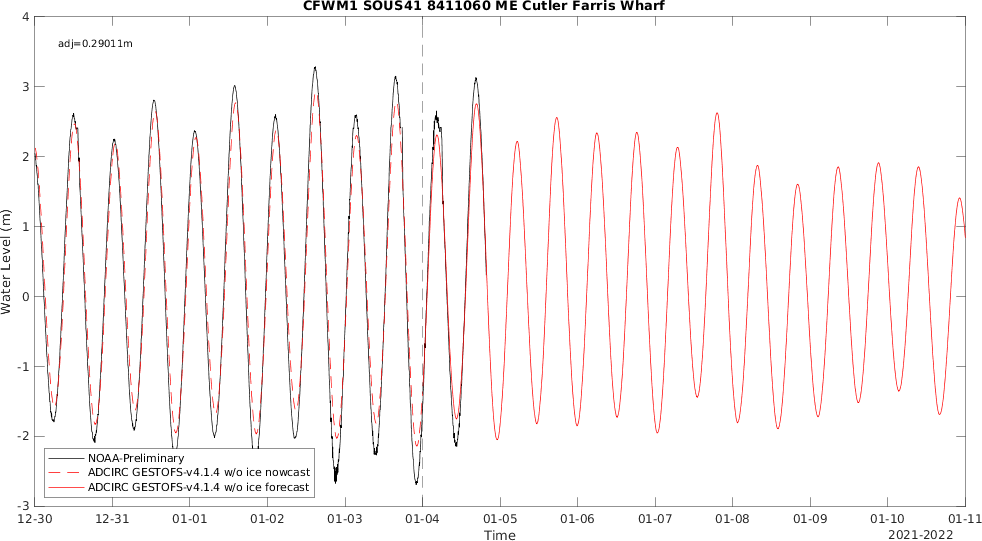 CFWM1 SOUS41 8411060 ME Cutler Farris Wharf
adj=0.29011m
Water Level (m)
4
3
2
1
0
-1
-2
-3
NOAA-Preliminary
ADCIRC GESTOFS-v4.1.4 w/o ice nowcast
ADCIRC GESTOFS-v4.1.4 w/o ice forecast
12-30 12-31 01-01 01-02 01-03 01-04 01-05 01-06 01-07 01-08 01-09 01-10 01-11
Time
2021-2022